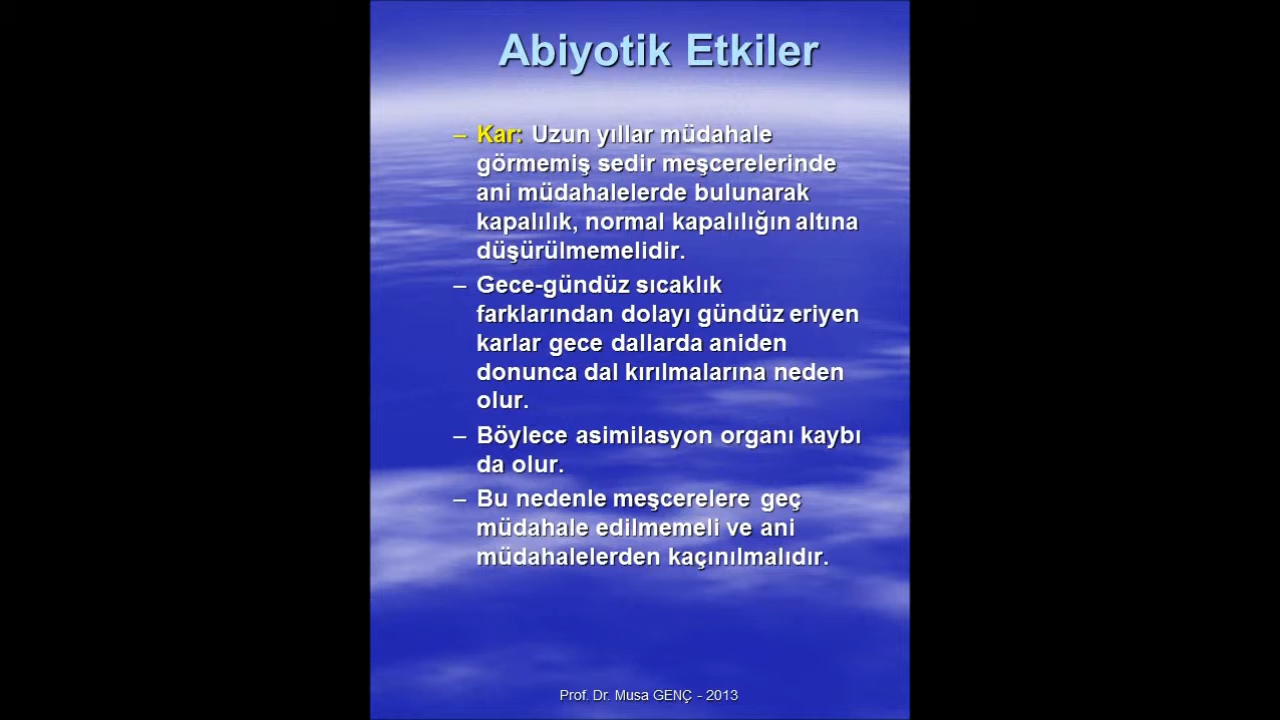 Abiyotik Etkiler
– Kar: Uzun yıllar müdahale
görmemiş sedir meşcerelerinde
ani müdahalelerde bulunarak
kapalılık, normal kapalılığın altına
düşürülmemelidir.
– Gece-gündüz sıcaklık
farklarından dolayı gündüz eriyen
karlar gece dallarda aniden
donunca dal kırılmalarına neden
olur.
– Böylece asimilasyon organı kaybı
da olur.
– Bu nedenle meşcerelere geç
müdahale edilmemeli ve ani
müdahalelerden kaçınılmalıdır.
Prof. Dr. Musa GENÇ - 2013